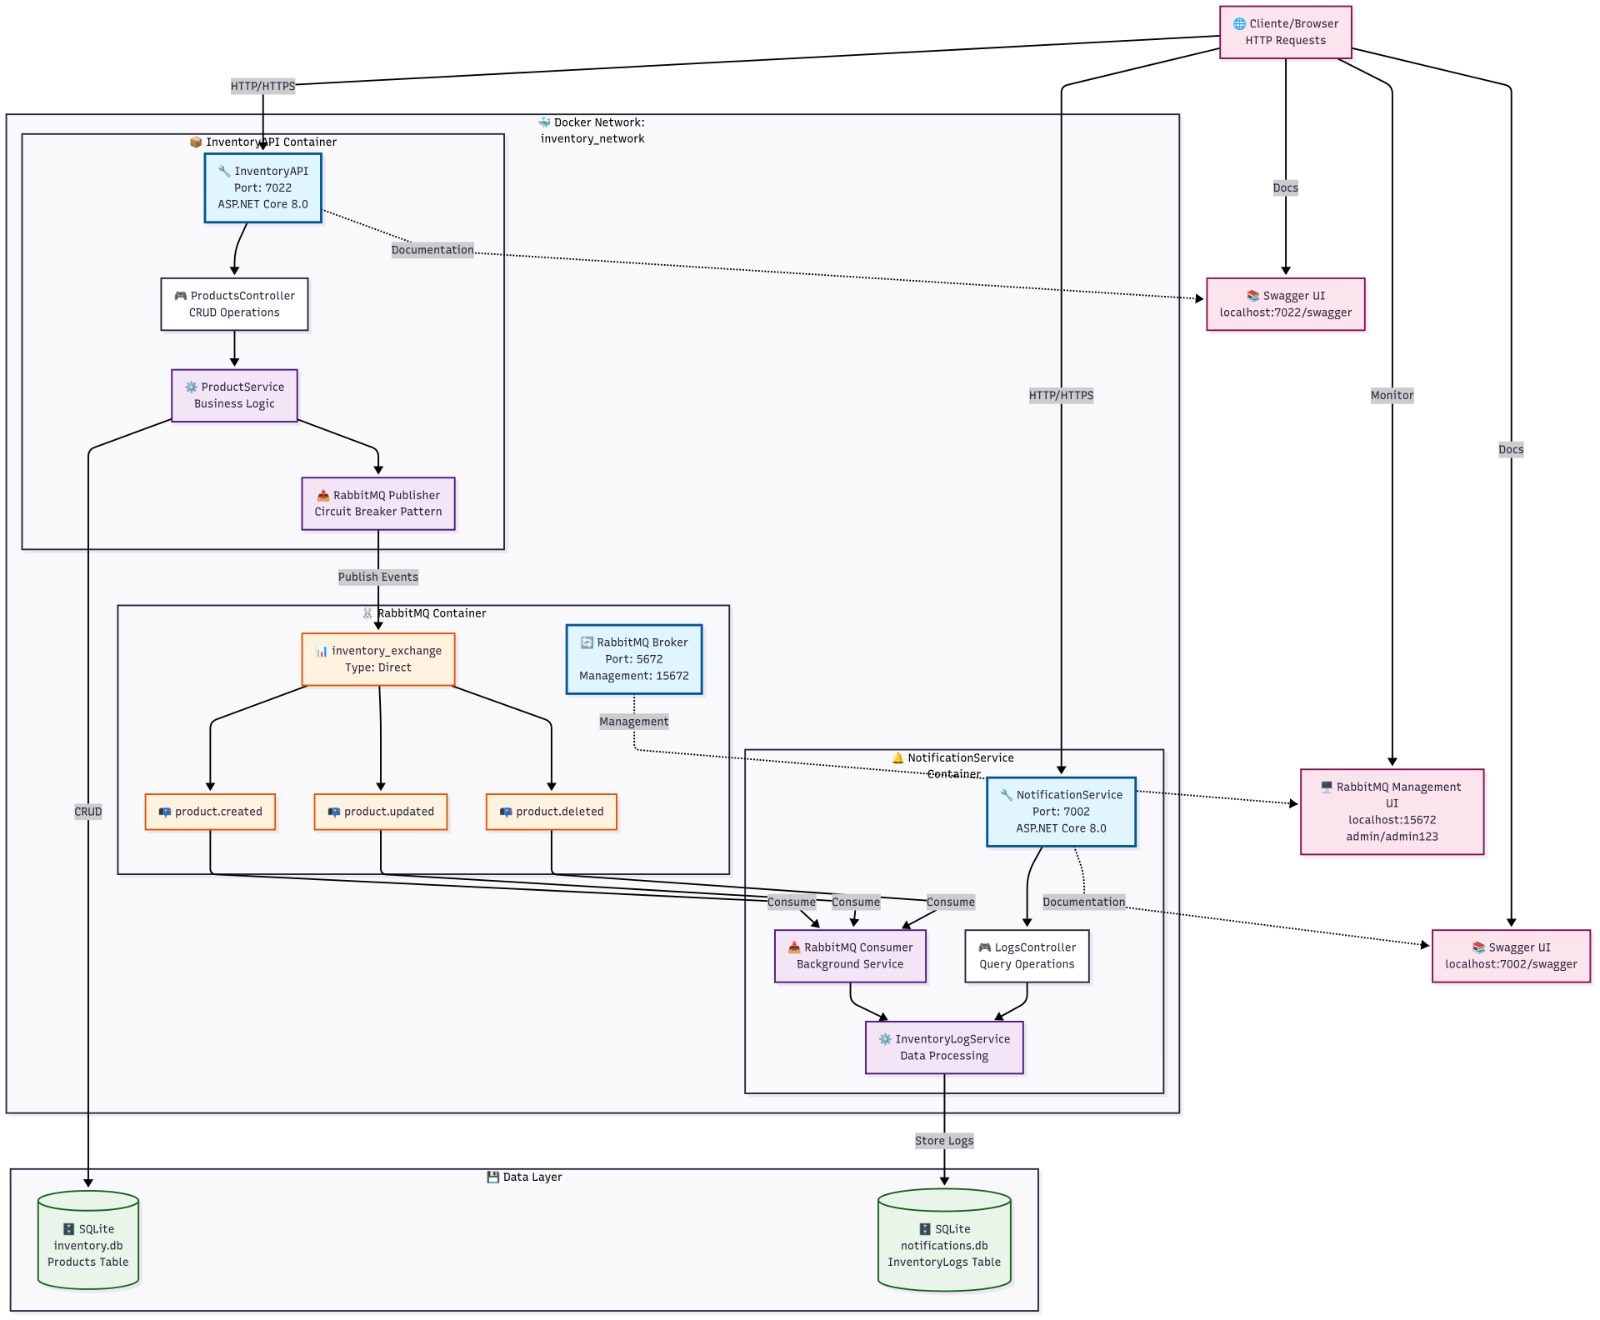 🌐 Cliente/Browser
HTTP Requests
HTTP/HTTPS
🐳 Docker Network:
inventory_network
📦 InventoryAPI Container
🔧 InventoryAPI
Port: 7022
ASP.NET Core 8.0
Docs
Documentation
🎮 ProductsController
CRUD Operations
📚 Swagger UI
localhost:7022/swagger
⚙️ ProductService
Business Logic
HTTP/HTTPS
Monitor
Docs
📤 RabbitMQ Publisher
Circuit Breaker Pattern
Publish Events
🐰 RabbitMQ Container
📊 inventory_exchange
Type: Direct
🔄 RabbitMQ Broker
Port: 5672
Management: 15672
Management
🔔 NotificationService
Container
🔧 NotificationService
Port: 7002
ASP.NET Core 8.0
🖥️ RabbitMQ Management
UI
localhost:15672
admin/admin123
CRUD
📭 product.created
📭 product.updated
📭 product.deleted
Consume
Consume
Consume
Documentation
📥 RabbitMQ Consumer
Background Service
🎮 LogsController
Query Operations
📚 Swagger UI
localhost:7002/swagger
⚙️ InventoryLogService
Data Processing
Store Logs
💾 Data Layer
🗄️ SQLite
inventory.db
Products Table
🗄️ SQLite
notifications.db
InventoryLogs Table